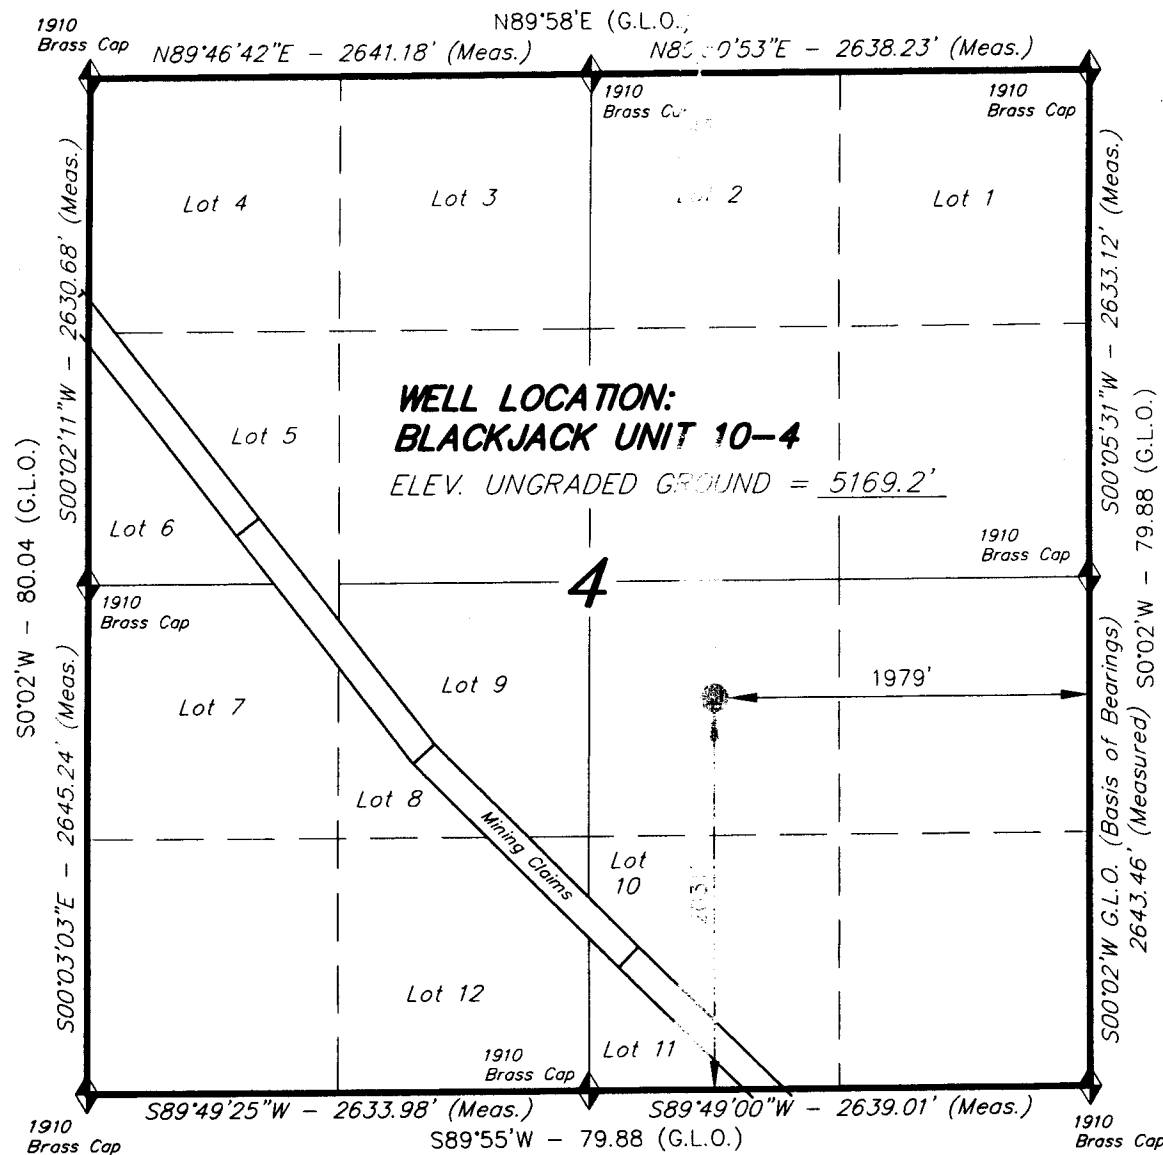 N89°58'E (G.L.O.)
1910
Brass Cap
N89°46'42"E - 2641.18' (Meas.)
0'53"E - 2638.23' (Meas.)
1910
Brass
1910
Brass Cap
Lot 4
Lot 3
2
Lot 1
S00°02'11"W - 2630.68' (Meas.)
S00°05'31"W - 2633.12' (Meas.)
WELL LOCATION:
BLACKJACK UNIT 10-4
ELEV. UNGRADED GROUND = 5169.2'
Lot 5
Lot 6
S0°02'W - 80.04 (G.L.O.)
S0°02'W - 79.88 (G.L.O.)
1910
Brass Cap
4
1910
Brass Cap
Lot 7
Lot 9
1979'
Lot 8
Mining Claims
Lot
10
S00°03'03"E - 2645.24' (Meas.)
S00°02'W G.L.O. (Basis of Bearings)
2643.46' (Measured)
Lot 12
Lot 11
1910
Brass Cap
S89°49'25"W - 2633.98' (Meas.)
S89°49'00"W - 2639.01' (Meas.)
1910
Brass Cap
S89°55'W - 79.88 (G.L.O.)
1910
Brass Cap